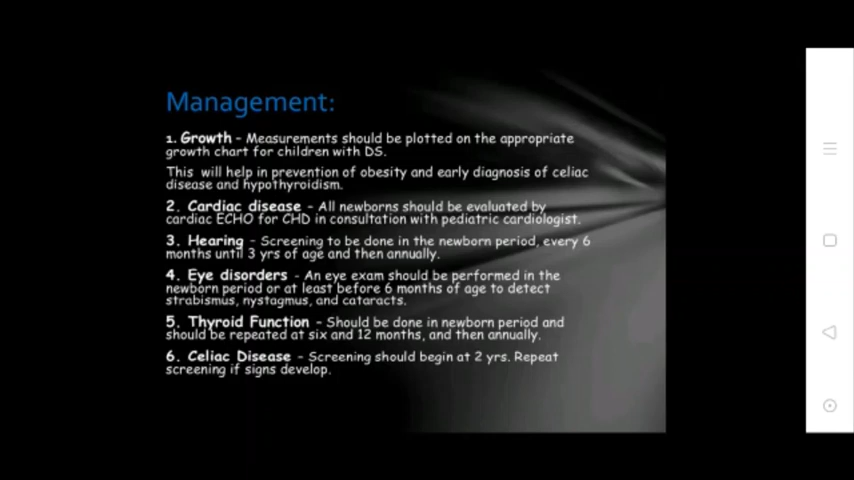 Management:
1. Growth – Measurements should be plotted on the appropriate
growth chart for children with DS.
This will help in prevention of obesity and early diagnosis of celiac
disease and hypothyroidism.
2. Cardiac disease – All newborns should be evaluated by
cardiac ECHO for CHD in consultation with pediatric cardiologist.
3. Hearing – Screening to be done in the newborn period, every 6
months until 3 yrs of age and then annually.
4. Eye disorders - An eye exam should be performed in the
newborn period or at least before 6 months of age to detect
strabismus, nystagmus, and cataracts.
5. Thyroid Function – Should be done in newborn period and
should be repeated at six and 12 months, and then annually.
6. Celiac Disease – Screening should begin at 2 yrs. Repeat
screening if signs develop.